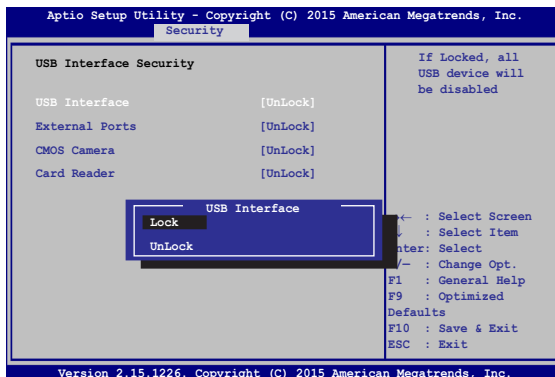 Aptio Setup Utility - Copyright (C) 2015 American Megatrends, Inc.
Security
USB Interface Security
USB Interface [UnLock]
External Ports [UnLock]
CMOS Camera [UnLock]
Card Reader [UnLock]
If Locked, all
USB device will
be disabled
USB Interface
Lock
UnLock
← : Select Screen
↓ : Select Item
nter: Select
/— : Change Opt.
F1 : General Help
F9 : Optimized
Defaults
F10 : Save & Exit
ESC : Exit
Version 2.15.1226. Copyright (C) 2015 American Megatrends, Inc.